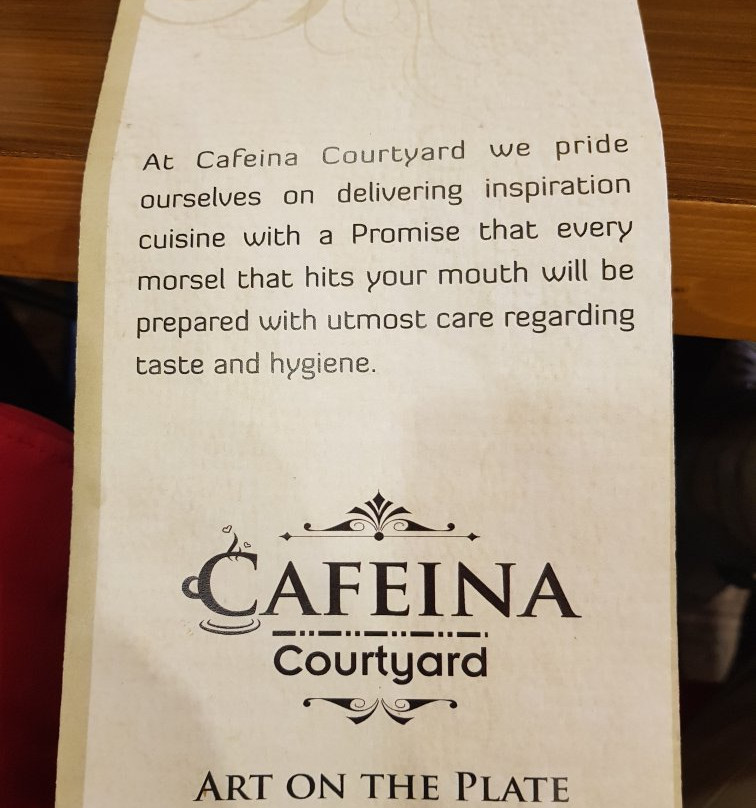 At Cafeina Courtyard we pride
ourselves on delivering inspiration
cuisine with a Promise that every
morsel that hits your mouth will be
prepared with utmost care regarding
taste and hygiene.
CAFEINA
Courtyard
ART ON THE PLATE